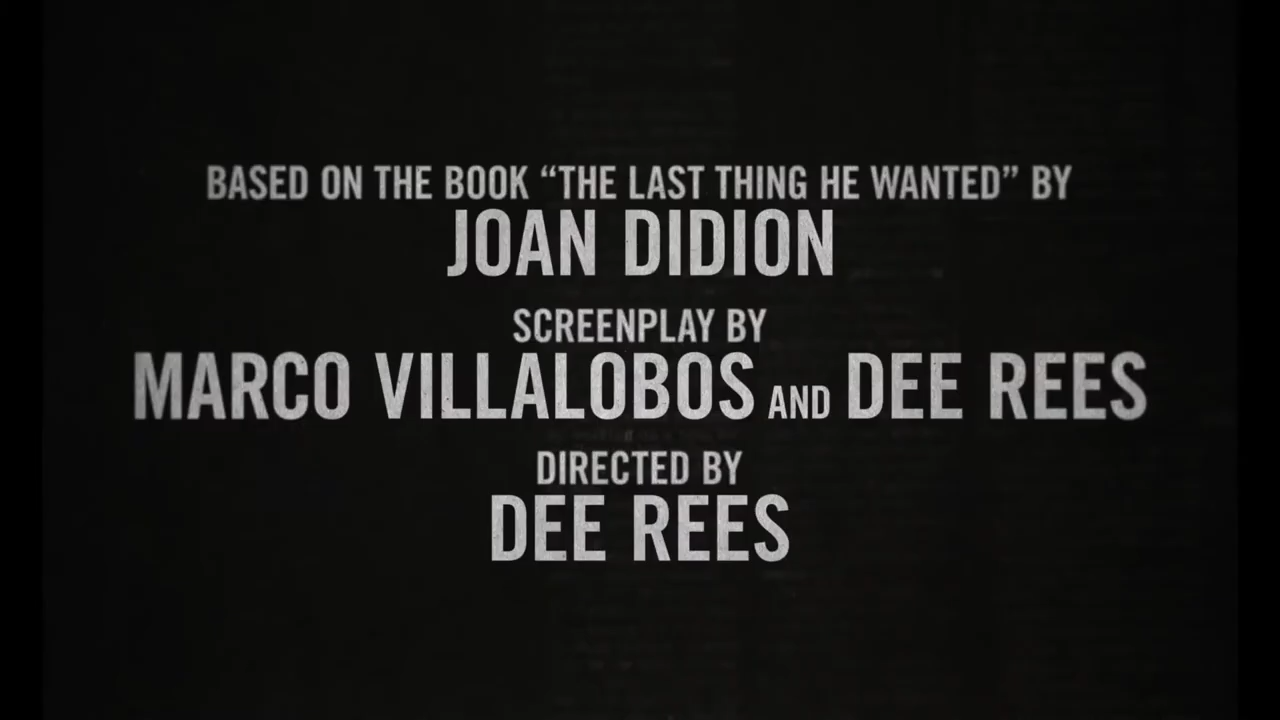 BASED ON THE BOOK “THE LAST THING HE WANTED” BY
JOAN DIDION
SCREENPLAY BY
MARCO VILLALOBOS AND DEE REES
DIRECTED BY
DEE REES